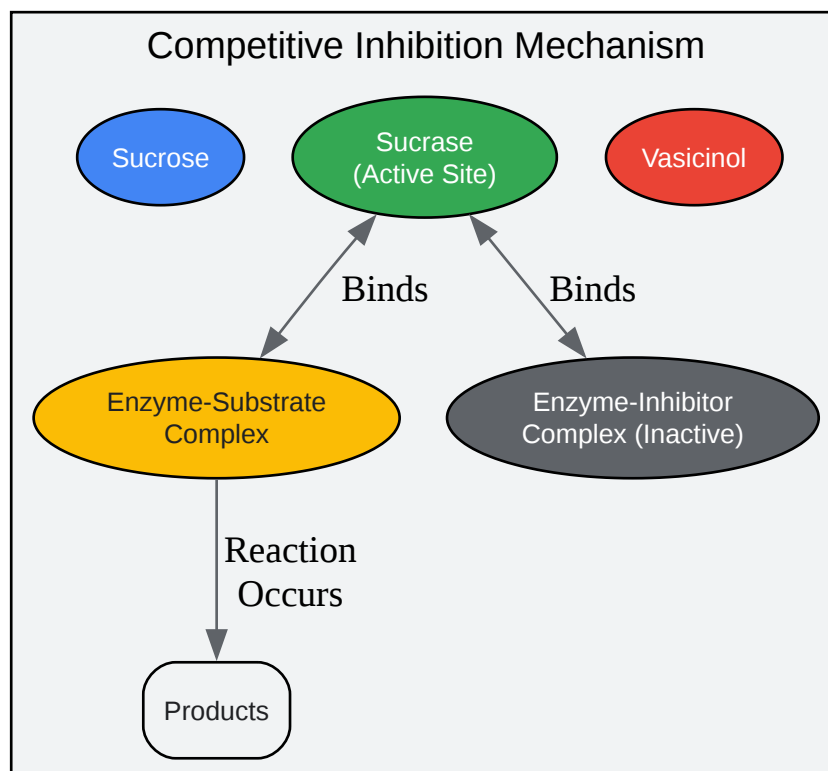 Competitive Inhibition Mechanism
Sucrose
Sucrase
(Active Site)
Vasicinol
Binds
Binds
Enzyme-Substrate
Complex
Enzyme-Inhibitor
Complex (Inactive)
Reaction
Occurs
Products